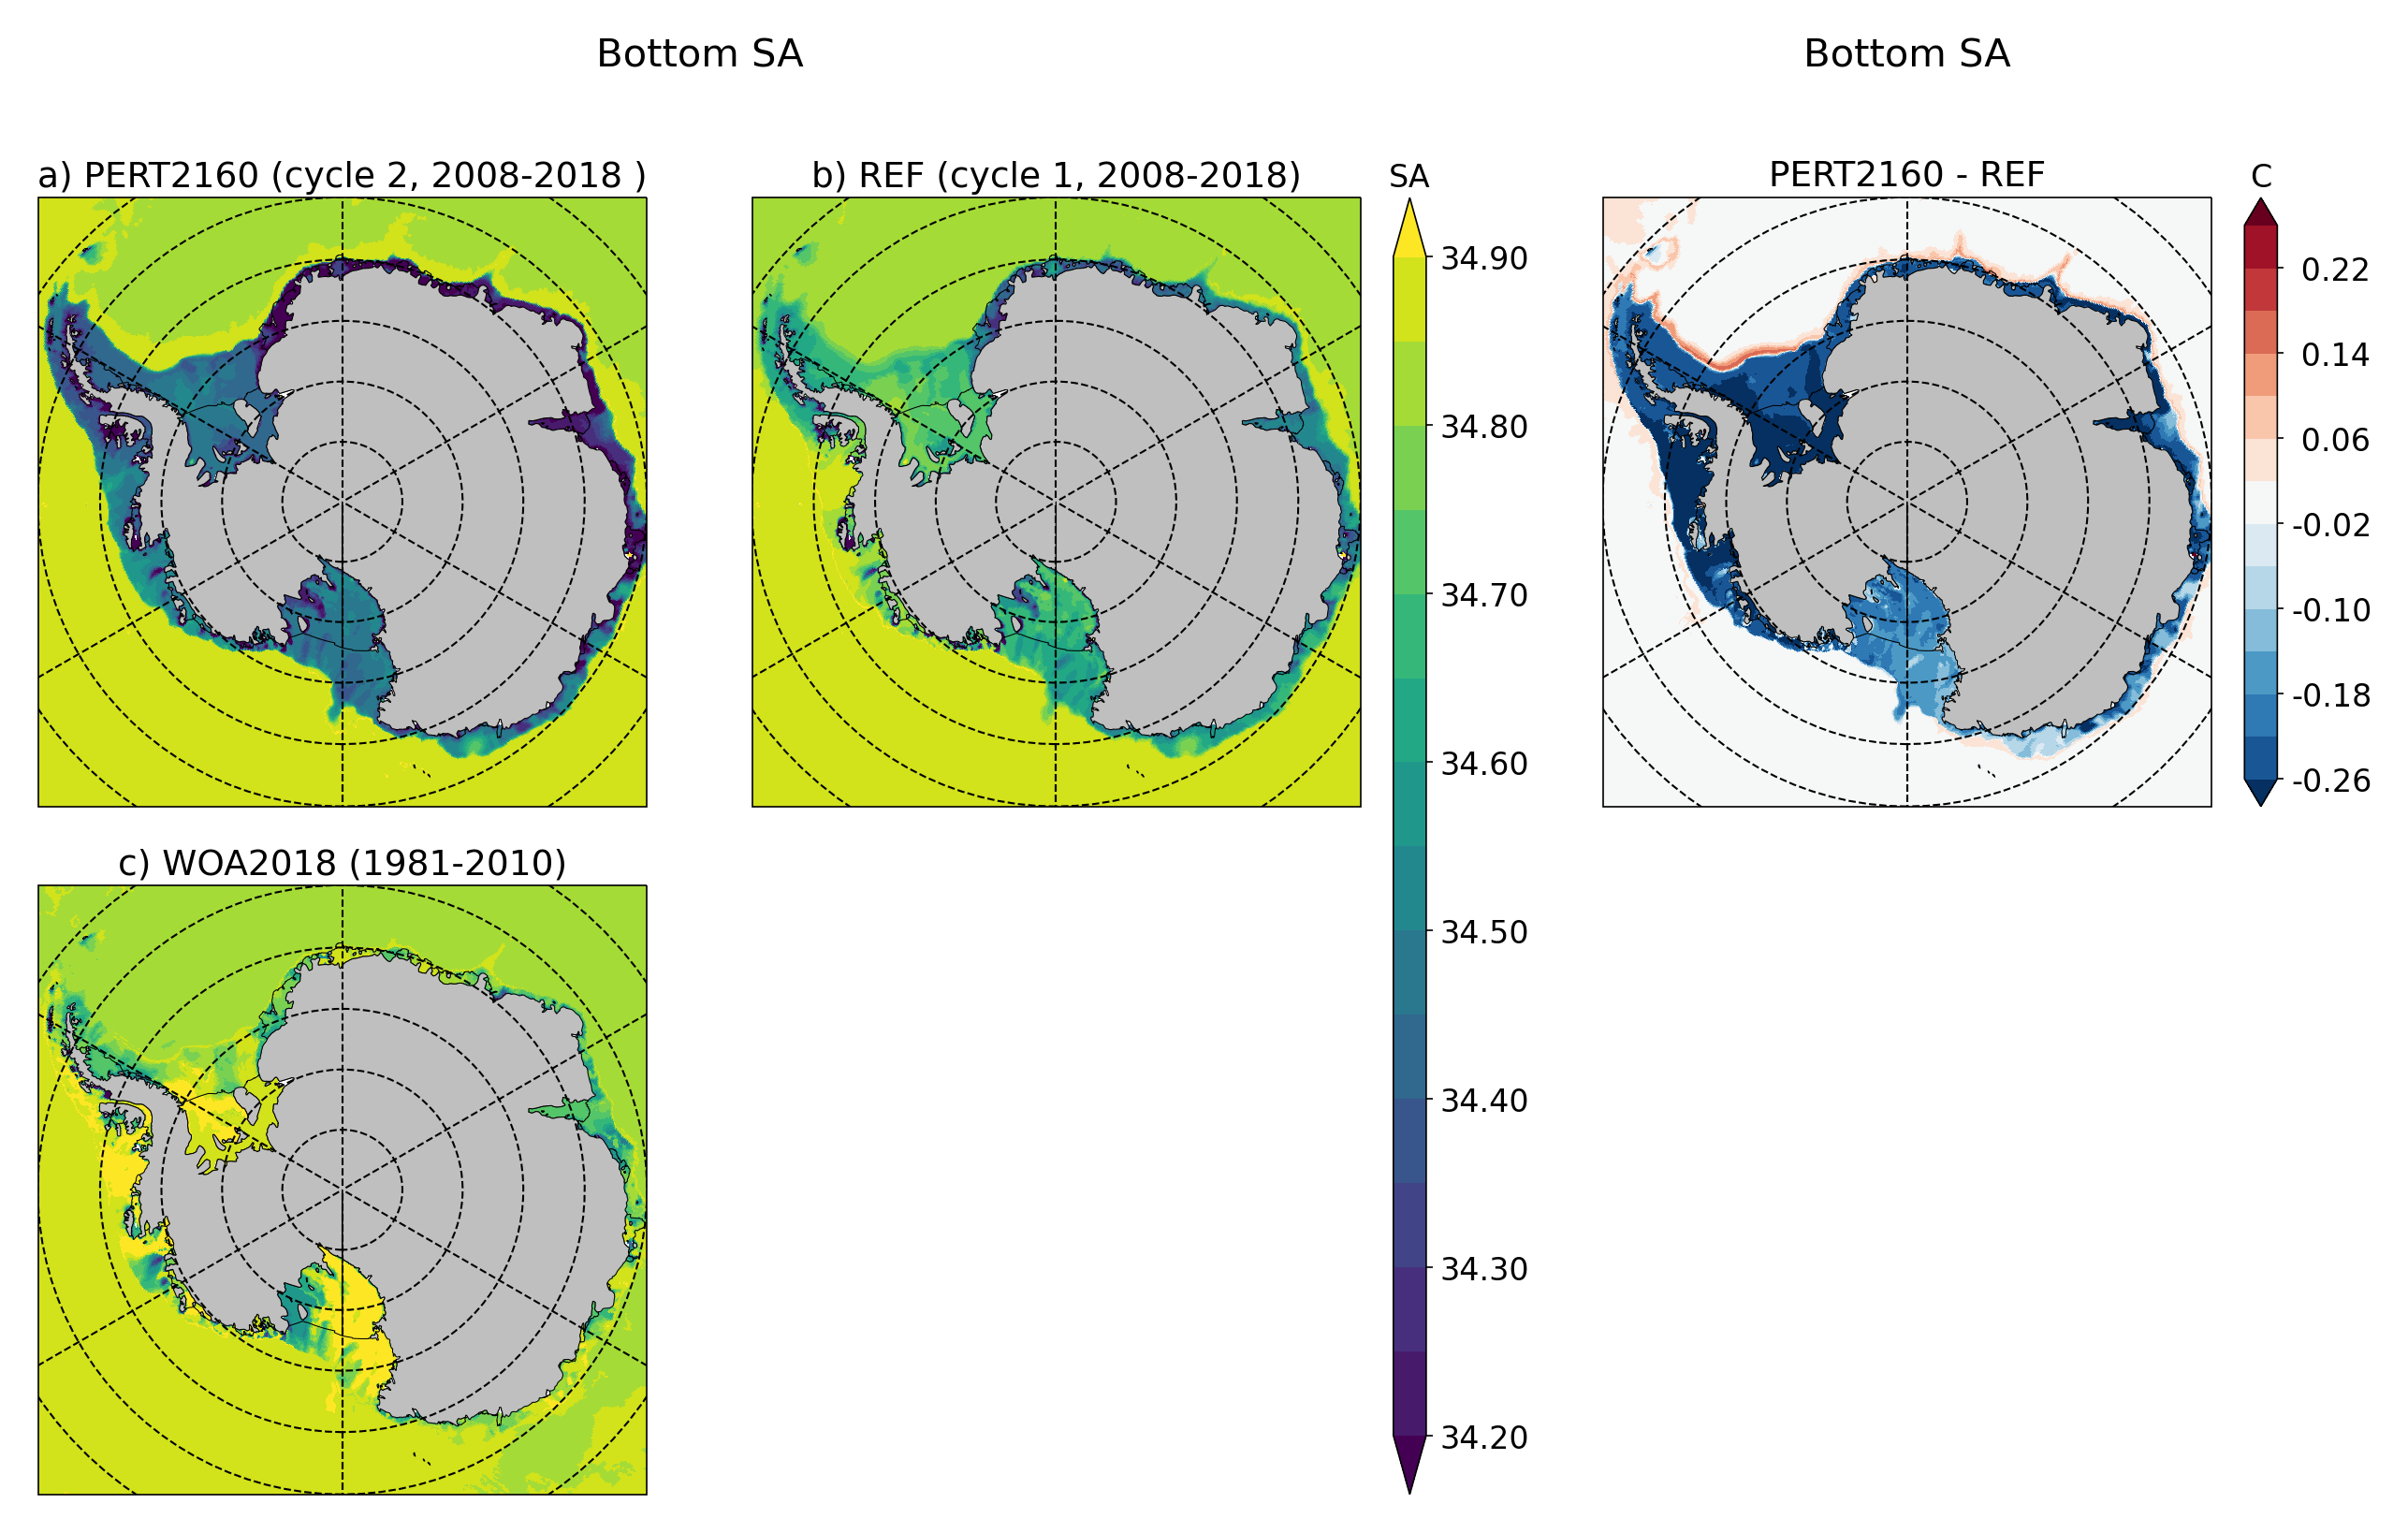 Bottom SA
Bottom SA
a) PERT2160 (cycle 2, 2008-2018 )
b) REF (cycle 1, 2008-2018)
SA
PERT2160 - REF
C
34.90
34.80
34.70
34.60
34.50
34.40
34.30
34.20
0.22
0.14
0.06
-0.02
-0.10
-0.18
-0.26
c) WOA2018 (1981-2010)